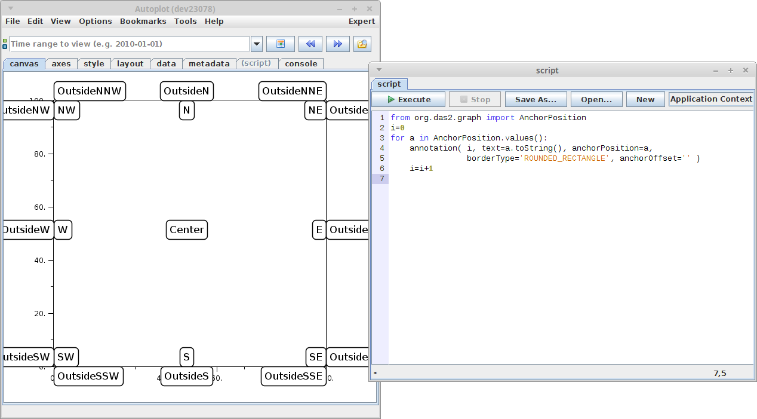 Autoplot (dev23078)
File Edit View Options Bookmarks Tools Help Expert
Time range to view (e.g. 2010-01-01)
canvas axes style layout data metadata (script) console
OutsideNNW OutsideN OutsideNNE
100.
utsideNW NW N NE Outside
80.
60.
OutsideW W Center E Outside
40.
20.
utsideSW SW S SE Outside
OutsideSSW OutsideS OutsideSSE
script
script
Execute Stop Save As... Open... New Application Context
1 from org.das2.graph import AnchorPosition
2 i=0
3 for a in AnchorPosition.values():
4 annotation( i, text=a.toString(), anchorPosition=a,
5 borderType='ROUNDED_RECTANGLE', anchorOffset='' )
6 i=i+1
7
7,5